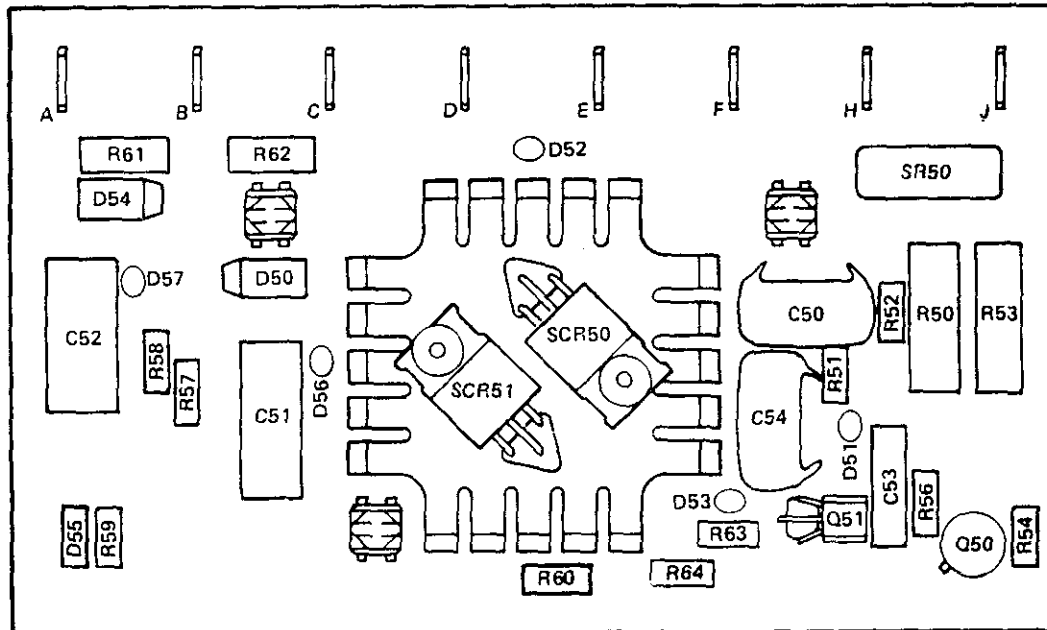 A B C D E F H J
R61 R62 D52
SR50
D54
D57 D50
C52 C50 R52 R50 R53
R58 SCR50
R57 D56 SCR51 R51
C51 C54
D51
C53
D53 R56
D55 R59 R63 Q51 Q50 R54
R60 R64